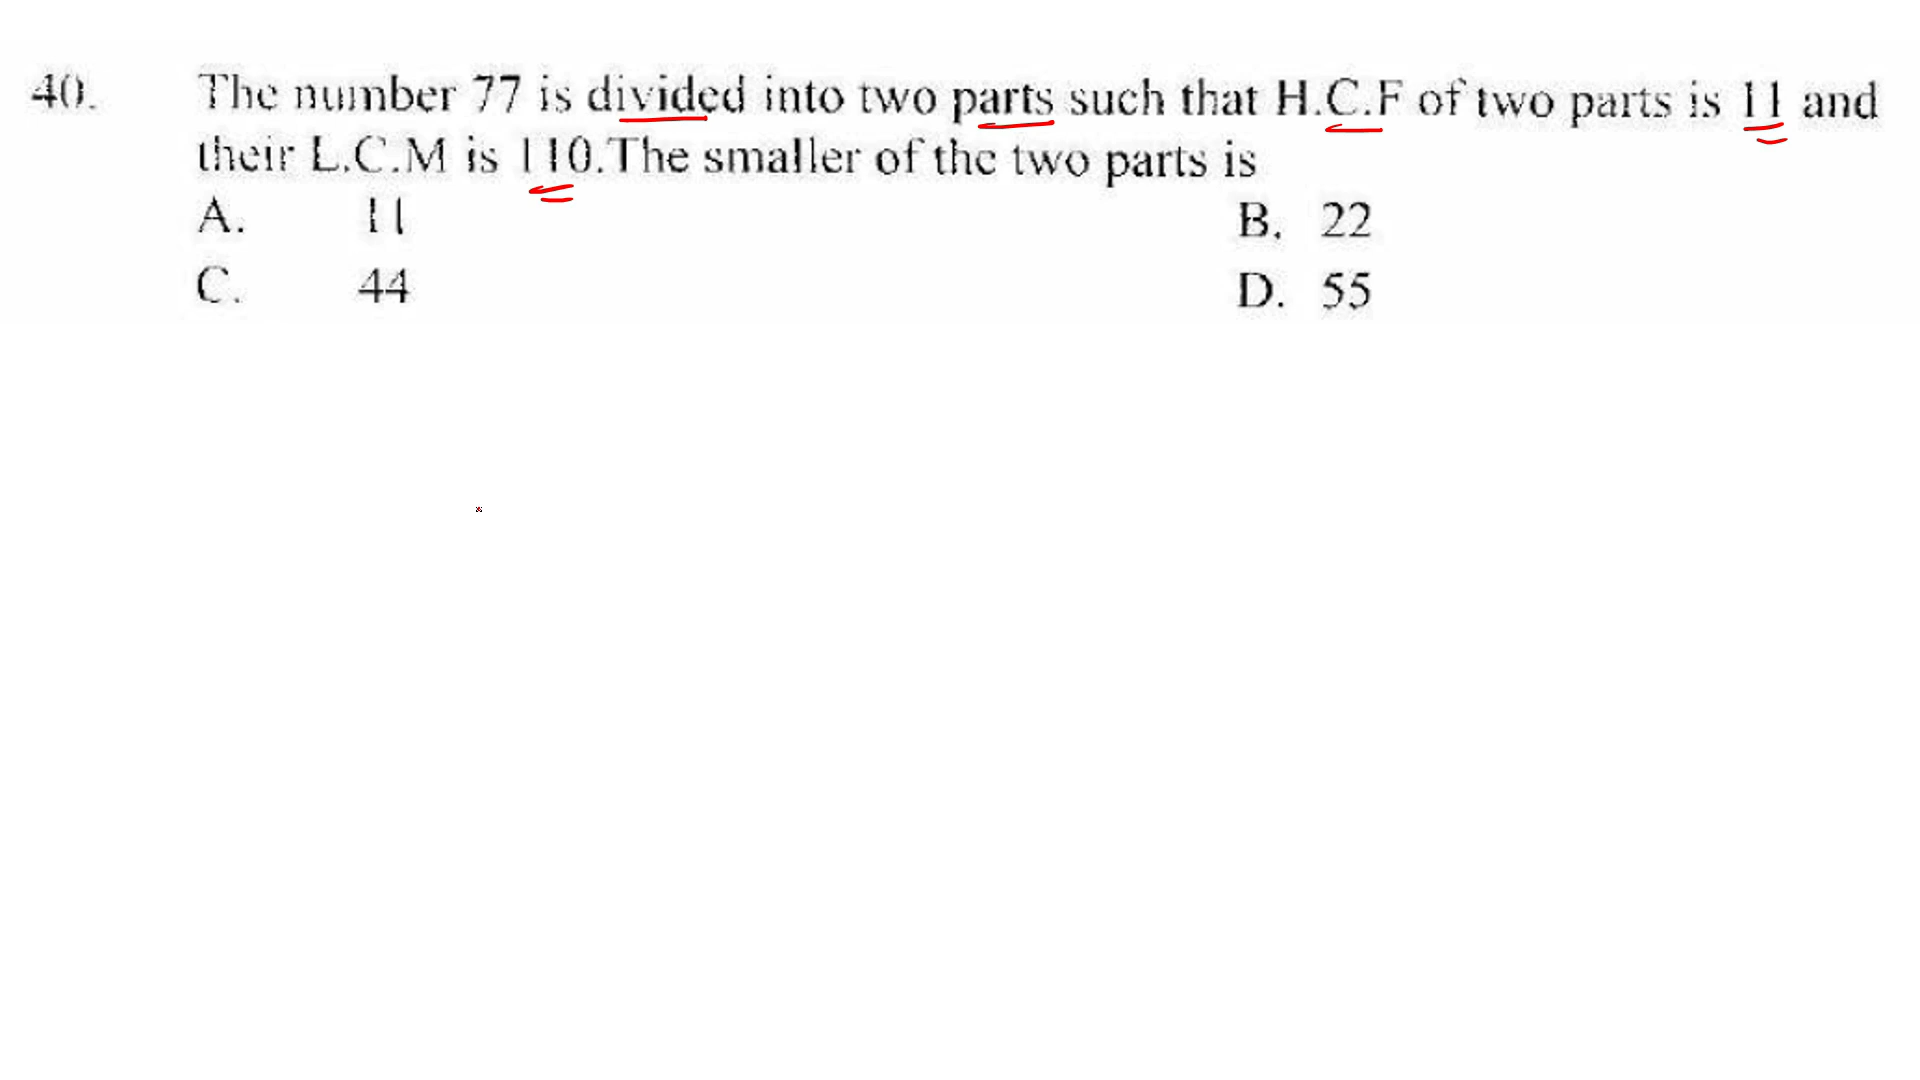 40. The number 77 is divided into two parts such that H.C.F of two parts is 11 and
their L.C.M is 110.The smaller of the two parts is
A. 11 B. 22
C. 44 D. 55